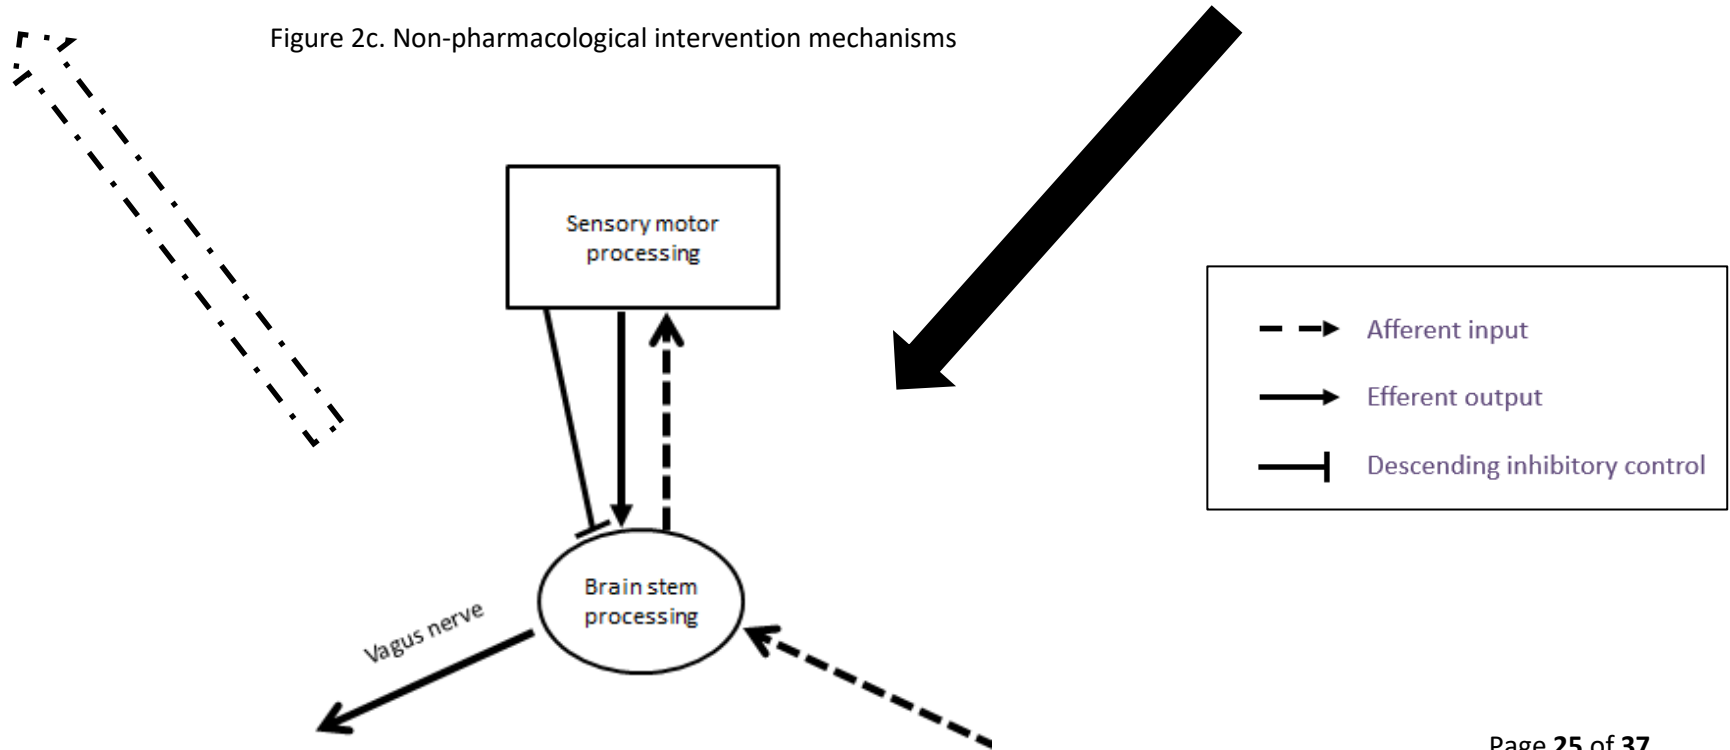 Figure 2c. Non-pharmacological intervention mechanisms
Sensory motor
processing
Afferent input
Efferent output
Descending inhibitory control
Brain stem
processing
Vagus nerve
Page 25 of 37